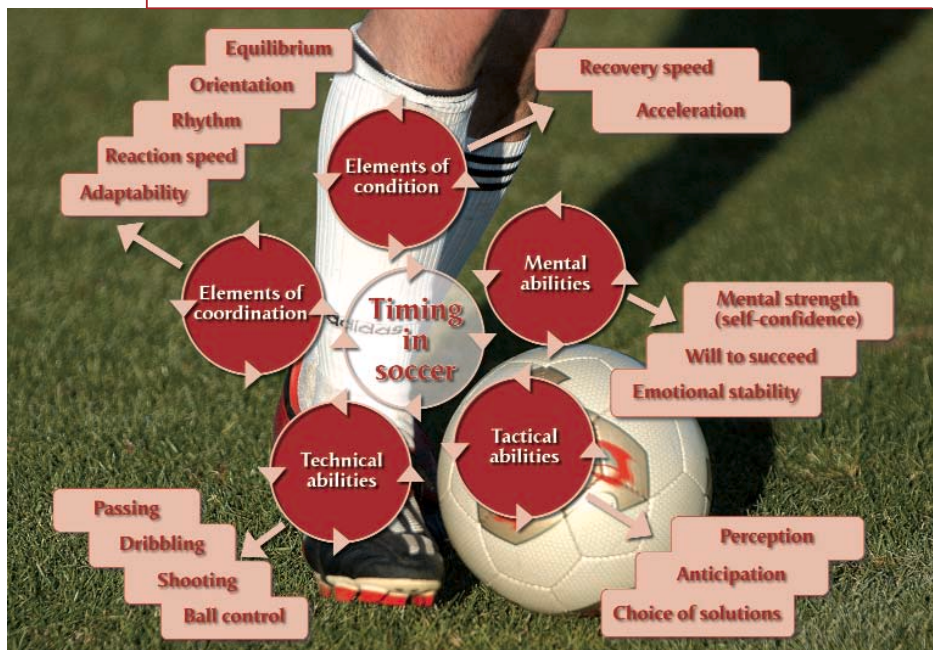 Equilibrium
Orientation
Rhythm
Reaction speed
Adaptability
Recovery speed
Acceleration
Elements of
condition
Mental
abilities
Elements of
coordination
Timing
in
soccer
adidas
Mental strength
(self-confidence)
Will to succeed
Emotional stability
Technical
abilities
Tactical
abilities
Passing
Dribbling
Shooting
Ball control
Perception
Anticipation
Choice of solutions